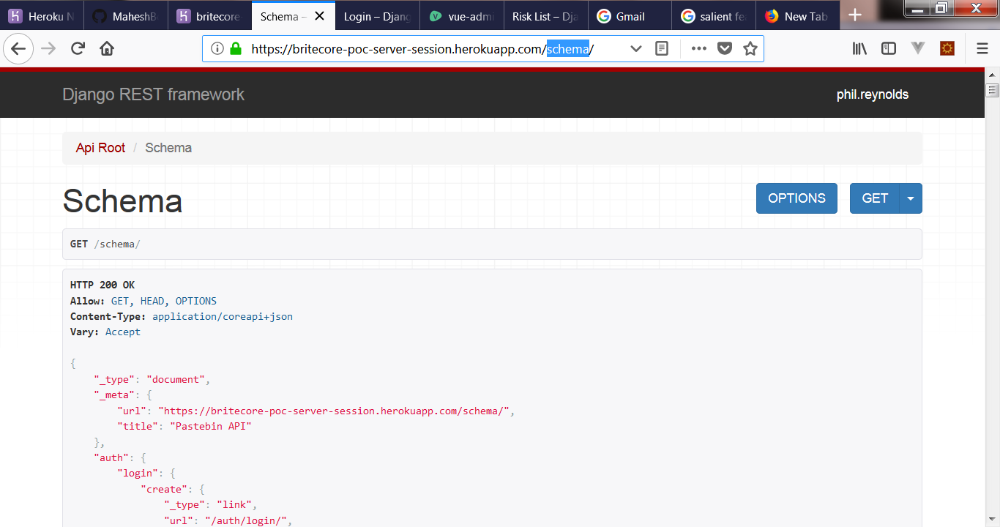 Heroku N
MaheshB
britecore-
Schema –
Login – Djang
vue-admi
Risk List – Dja
Gmail
salient fe
New Tab
https://britecore-poc-server-session.herokuapp.com/schema/
Django REST framework
phil.reynolds
Api Root / Schema
Schema
OPTIONS
GET
GET /schema/
HTTP 200 OK
Allow: GET, HEAD, OPTIONS
Content-Type: application/coreapi+json
Vary: Accept
{
"_type": "document",
"_meta": {
"url": "https://britecore-poc-server-session.herokuapp.com/schema/",
"title": "Pastebin API"
},
"auth": {
"login": {
"create": {
"_type": "link",
"url": "/auth/login/",